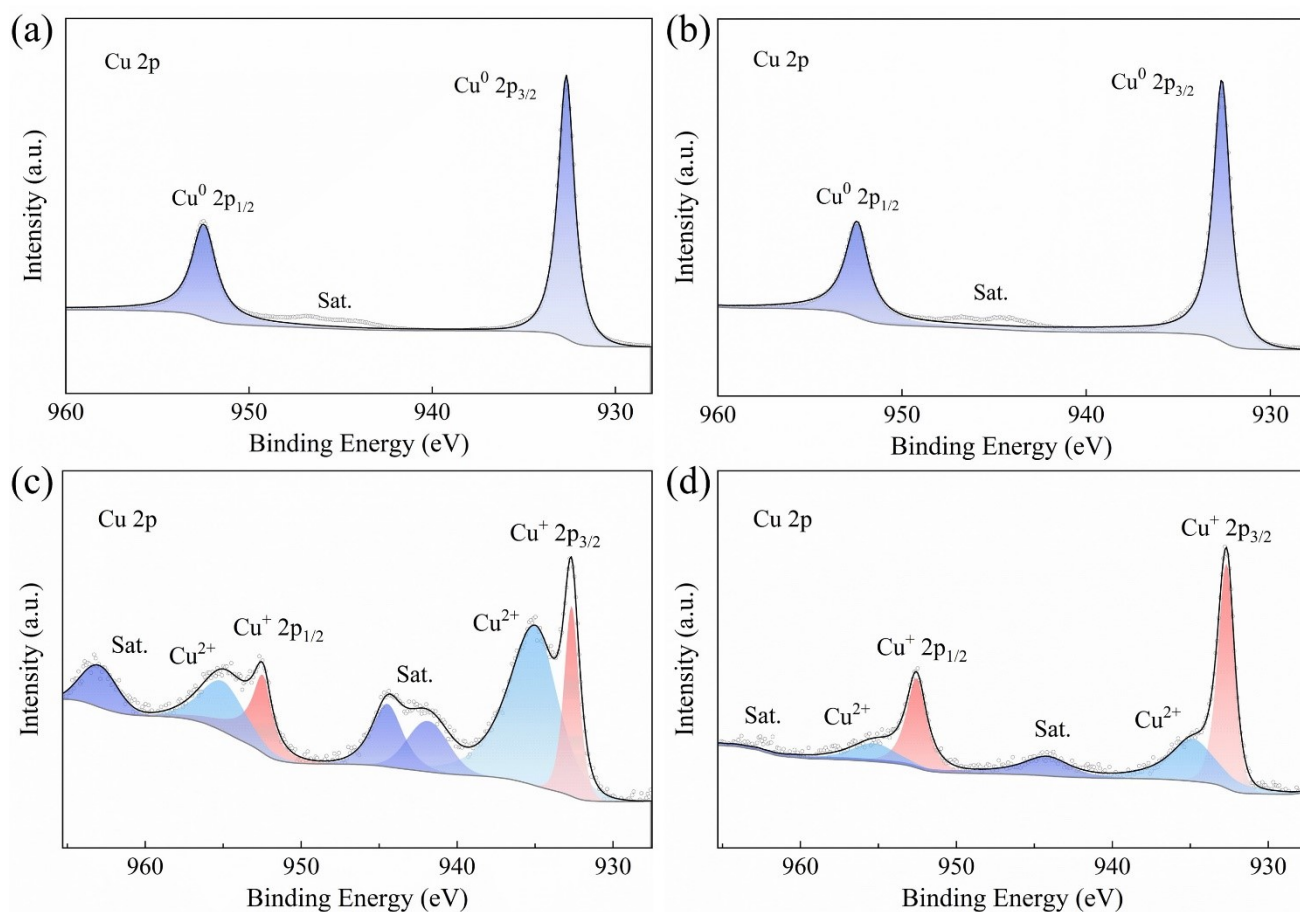 (a)
Cu 2p
Cu⁰ 2p₃/₂
Cu⁰ 2p₁/₂
Sat.
Intensity (a.u.)
960 950 940 930
Binding Energy (eV)
(b)
Cu 2p
Cu⁰ 2p₃/₂
Cu⁰ 2p₁/₂
Sat.
Intensity (a.u.)
960 950 940 930
Binding Energy (eV)
(c)
Cu 2p
Cu⁺ 2p₃/₂
Cu²⁺
Cu⁺ 2p₁/₂
Sat.
Cu²⁺
Sat.
Intensity (a.u.)
960 950 940 930
Binding Energy (eV)
(d)
Cu 2p
Cu⁺ 2p₃/₂
Cu⁺ 2p₁/₂
Sat.
Cu²⁺
Sat.
Cu²⁺
Intensity (a.u.)
960 950 940 930
Binding Energy (eV)